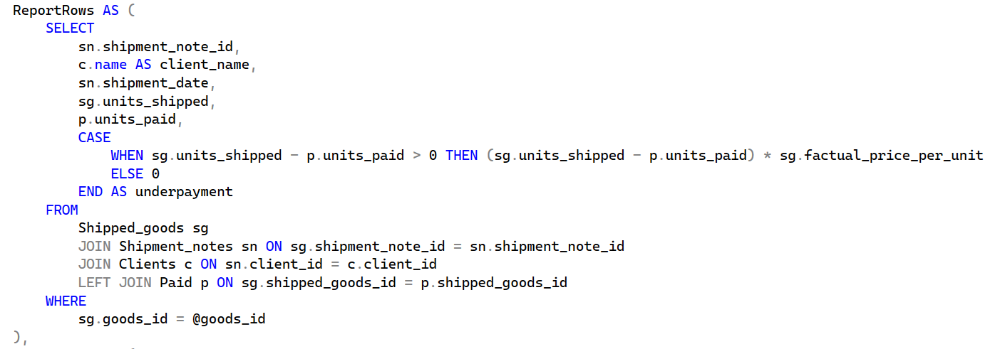 ReportRows AS (
    SELECT
        sn.shipment_note_id,
        c.name AS client_name,
        sn.shipment_date,
        sg.units_shipped,
        p.units_paid,
        CASE
            WHEN sg.units_shipped - p.units_paid > 0 THEN (sg.units_shipped - p.units_paid) * sg.factual_price_per_unit
            ELSE 0
        END AS underpayment
    FROM
        Shipped_goods sg
        JOIN Shipment_notes sn ON sg.shipment_note_id = sn.shipment_note_id
        JOIN Clients c ON sn.client_id = c.client_id
        LEFT JOIN Paid p ON sg.shipped_goods_id = p.shipped_goods_id
    WHERE
        sg.goods_id = @goods_id
),